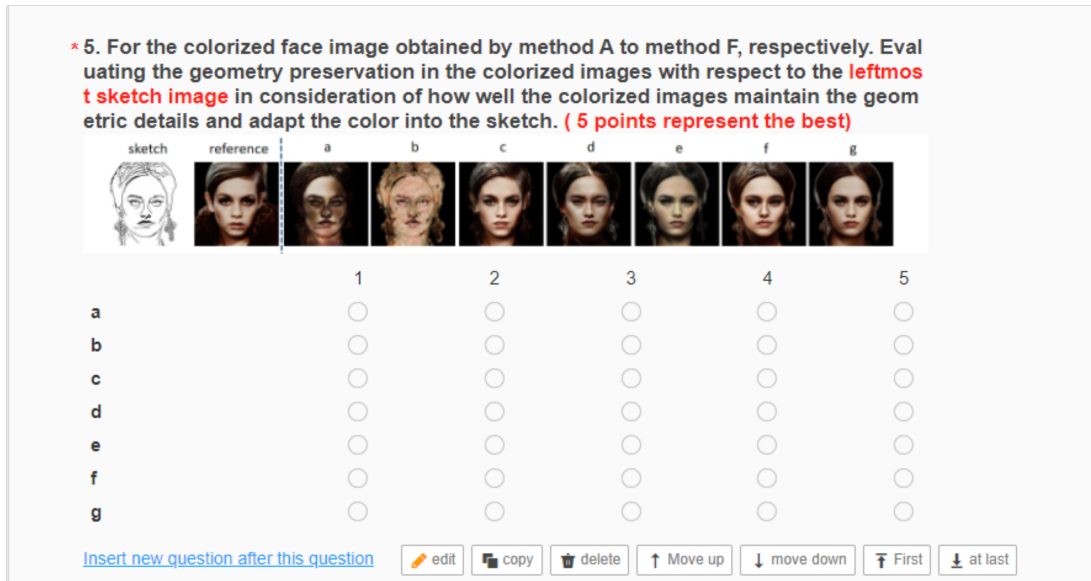 * 5. For the colorized face image obtained by method A to method F, respectively. Eval
uating the geometry preservation in the colorized images with respect to the leftmos
t sketch image in consideration of how well the colorized images maintain the geom
etric details and adapt the color into the sketch. ( 5 points represent the best)
sketch reference a b c d e f g
1 2 3 4 5
a
b
c
d
e
f
g
Insert new question after this question edit copy delete Move up move down First at last